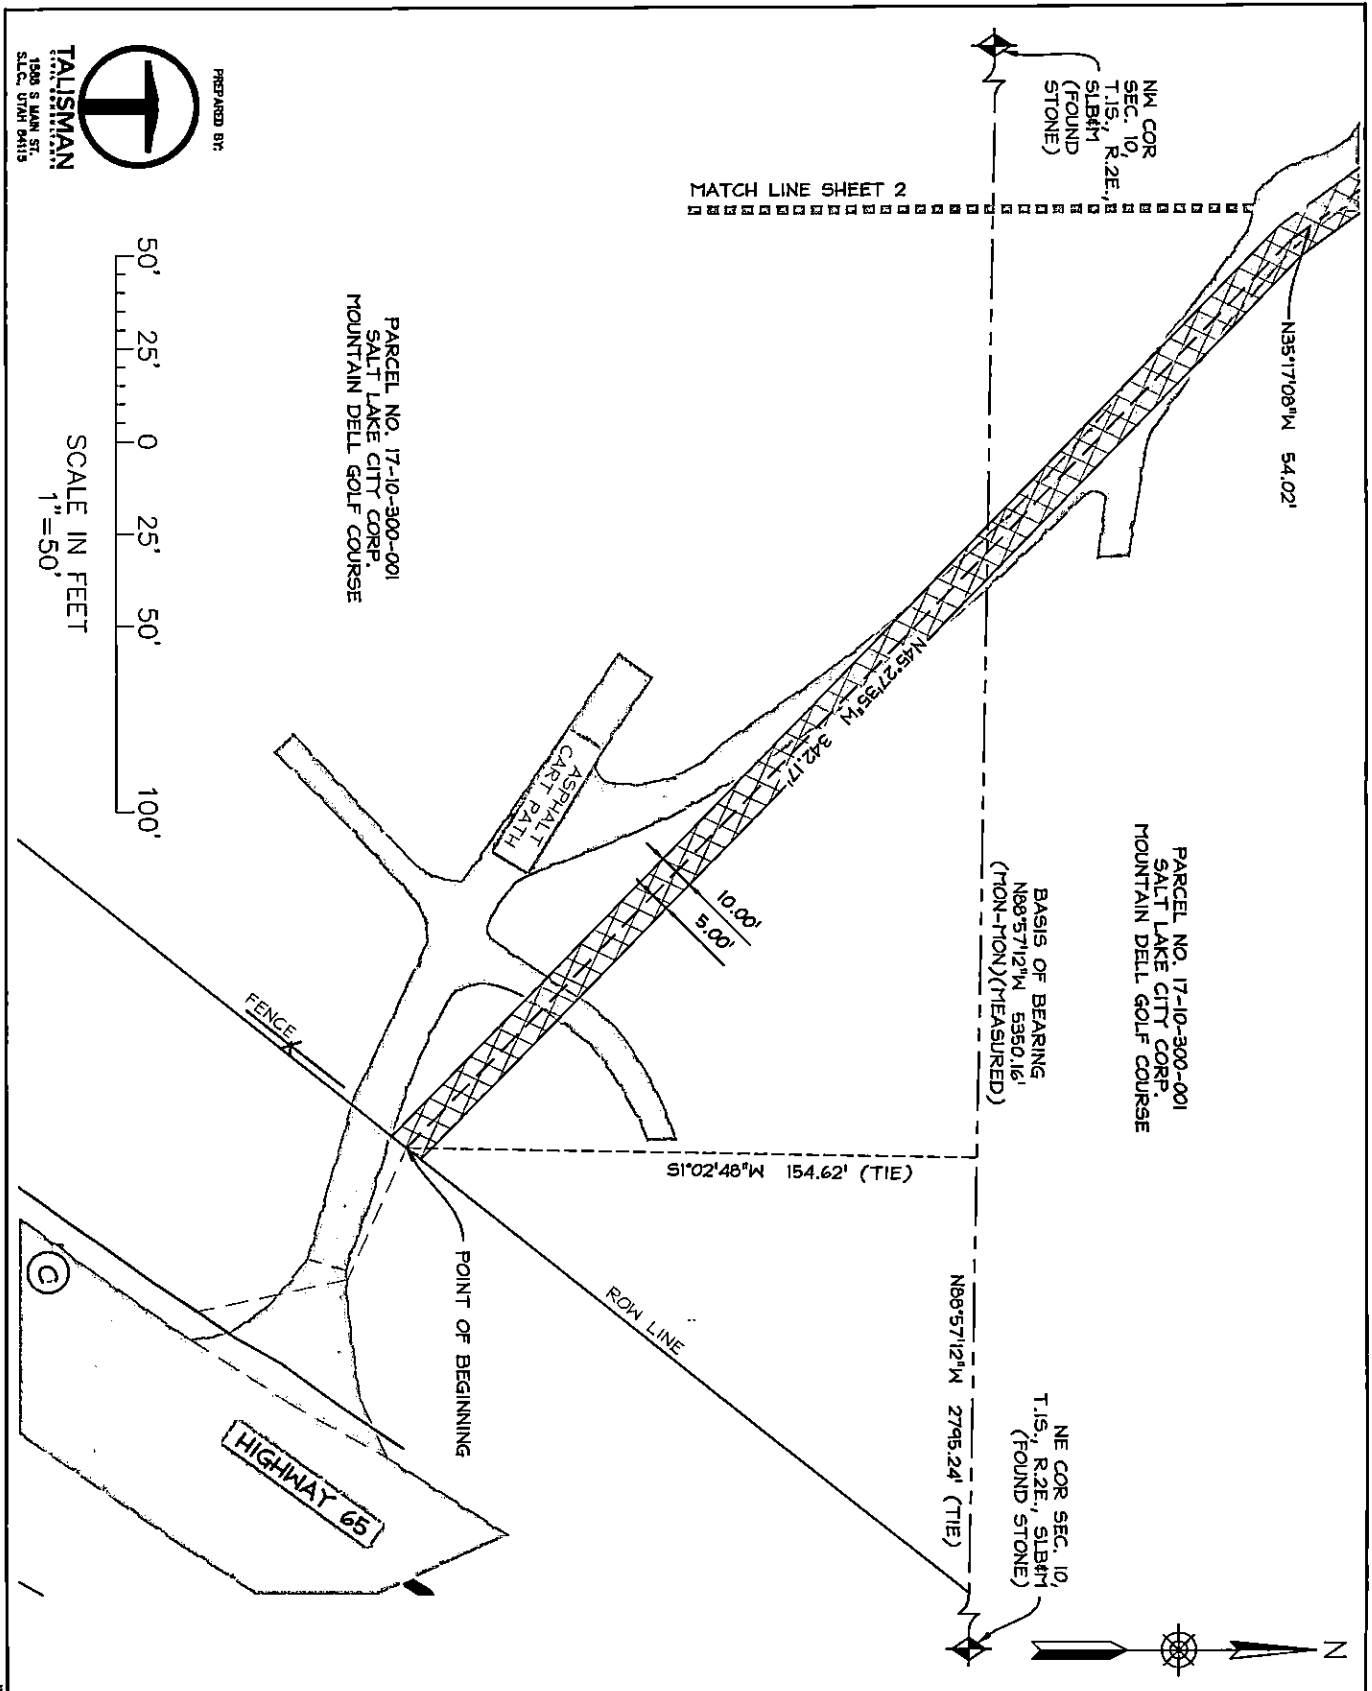 NW COR
SEC. 10,
T.1S., R.2E.,
SLB&M
(FOUND
STONE)
MATCH LINE SHEET 2
N35°17'08"W 54.02'
PARCEL NO. 17-10-300-001
SALT LAKE CITY CORP.
MOUNTAIN DELL GOLF COURSE
BASIS OF BEARING
N88°57'12"W 5350.16'
(MON-MON)(MEASURED)
NE COR SEC. 10,
T.1S., R.2E., SLB&M
(FOUND STONE)
N
N88°57'12"W 2795.24' (TIE)
N45°27'35"W 342.17'
S1°02'48"W 154.62' (TIE)
10.00'
5.00'
ROW LINE
ASPHALT
CART PATH
POINT OF BEGINNING
FENCE
X
HIGHWAY 65
C
PARCEL NO. 17-10-300-001
SALT LAKE CITY CORP.
MOUNTAIN DELL GOLF COURSE
50' 25' 0 25' 50' 100'
SCALE IN FEET
1"=50'
PREPARED BY:
TALISMAN
CIVIL CONSULTANTS
1588 S MAIN ST.
S.L.C., UTAH 84115